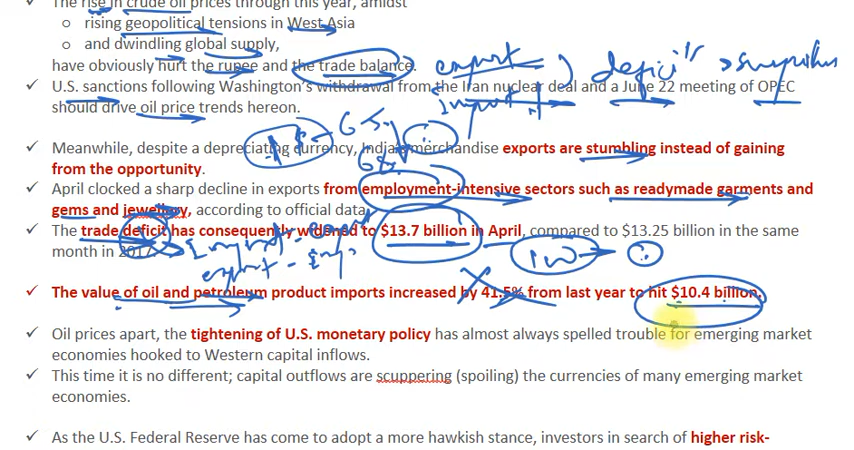 The rise in crude oil prices through this year, amidst
o rising geopolitical tensions in West Asia
o and dwindling global supply,
have obviously hurt the rupee and the trade balance. export
deficit surplus
✓ U.S. sanctions following Washington's withdrawal from the Iran nuclear deal and a June 22 meeting of OPEC
import
should drive oil price trends hereon.
1 $ - 65
✓ Meanwhile, despite a depreciating currency, India's merchandise exports are stumbling instead of gaining
from the opportunity.
✓ April clocked a sharp decline in exports from employment-intensive sectors such as readymade garments and
gems and jewellery, according to official data.
✓ The trade deficit has consequently widened to $13.7 billion in April, compared to $13.25 billion in the same
month in 2017.
100
export -
✓ The value of oil and petroleum product imports increased by 41.5% from last year to hit $10.4 billion.
✓ Oil prices apart, the tightening of U.S. monetary policy has almost always spelled trouble for emerging market
economies hooked to Western capital inflows.
✓ This time it is no different; capital outflows are scuppering (spoiling) the currencies of many emerging market
economies.
✓ As the U.S. Federal Reserve has come to adopt a more hawkish stance, investors in search of higher risk-